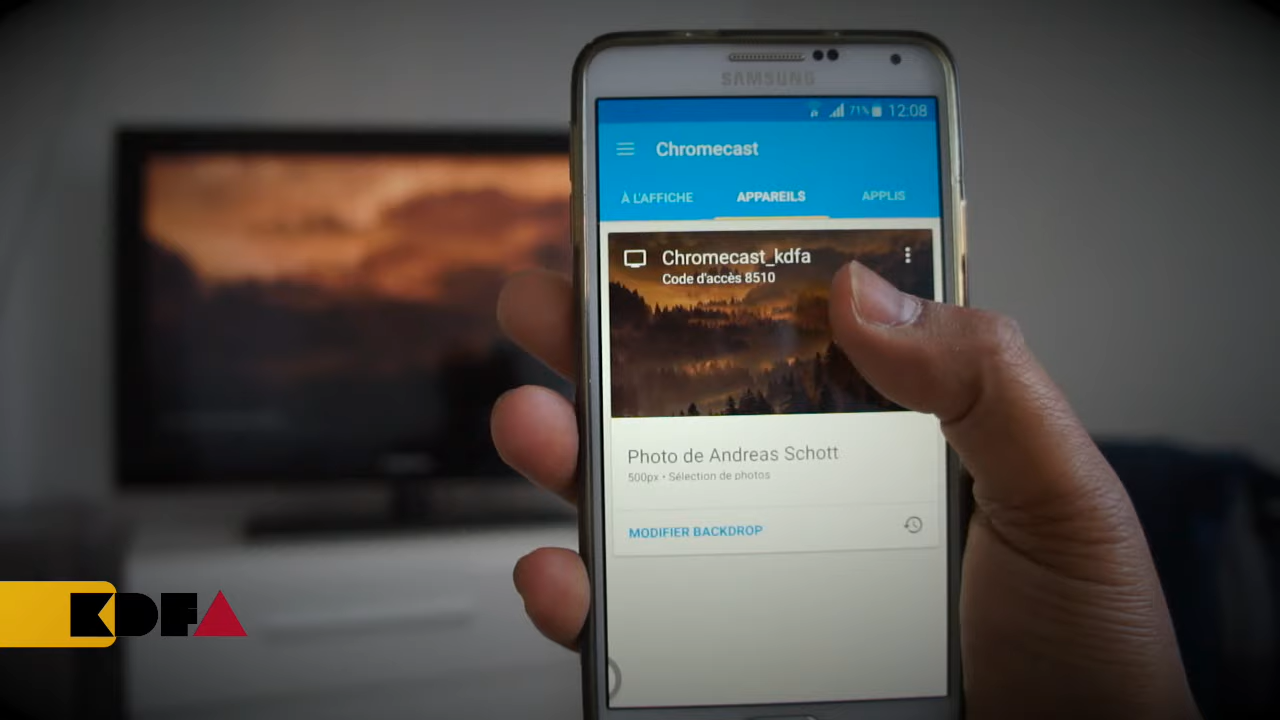 SAMSUNG
71% 12:08
Chromecast
À L'AFFICHE APPAREILS APPLIS
Chromecast_kdfa
Code d'accès 8510
Photo de Andreas Schott
500px • Sélection de photos
MODIFIER BACKDROP
KDFA